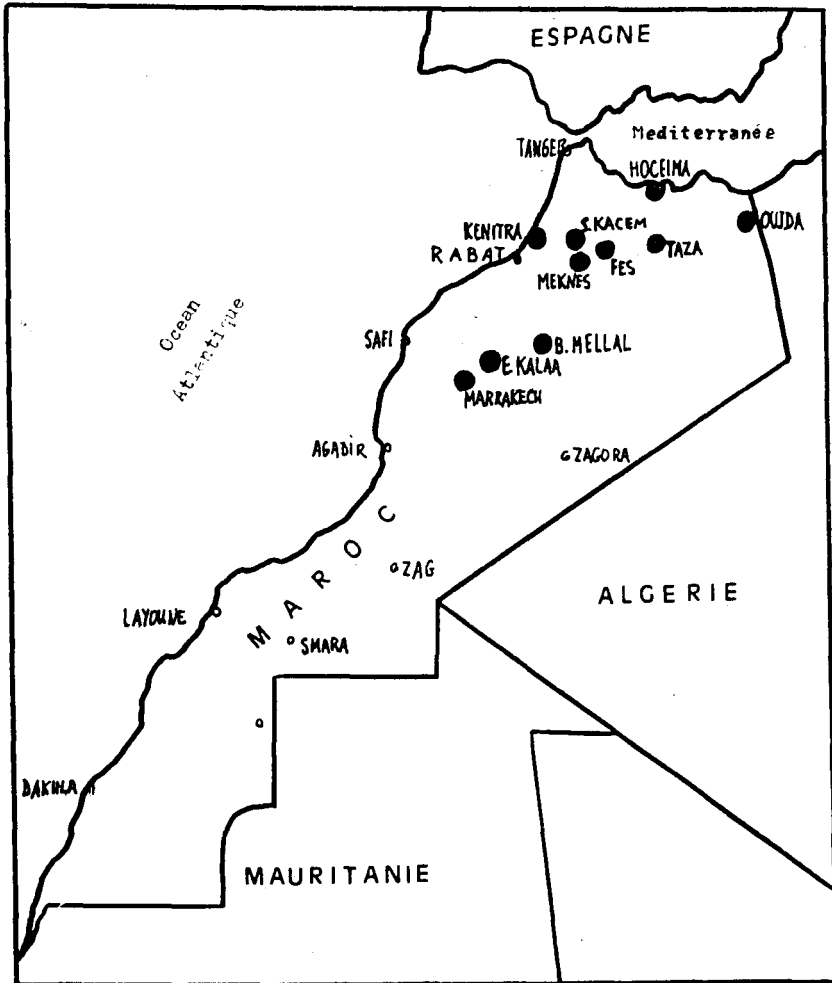 ESPAGNE
Mediterranée
TANGER
HOCEIMA
OUJDA
KENITRA
S.KACEM
RABAT
TAZA
FES
MEKNES
Ocean
Atlantique
SAFI
B.MELLAL
E.KALAA
MARRAKECH
AGADIR
ZAGORA
MAROC
ZAG
ALGERIE
LAYOUNE
SMARA
DAKHLA
MAURITANIE